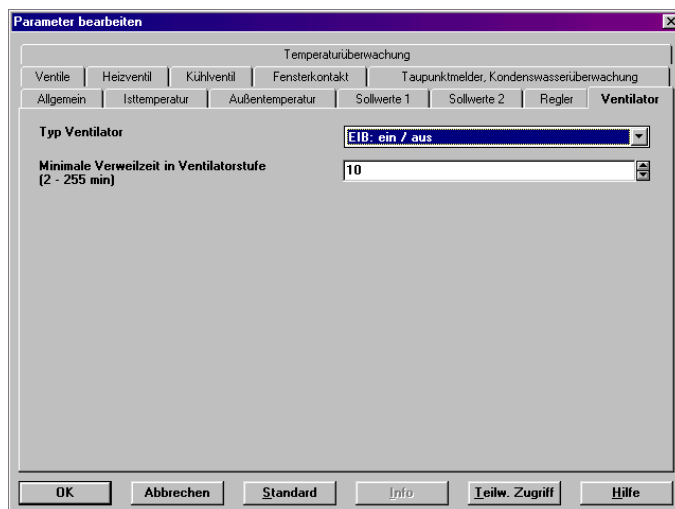 Parameter bearbeiten
Temperaturüberwachung
Ventile Heizventil Kühlventil Fensterkontakt Taupunktmelder, Kondenswasserüberwachung
Allgemein Isttemperatur Außentemperatur Sollwerte 1 Sollwerte 2 Regler Ventilator
Typ Ventilator EIB: ein / aus
Minimale Verweilzeit in Ventilatorstufe 10
(2 - 255 min)
OK Abbrechen Standard Info Teilw. Zugriff Hilfe